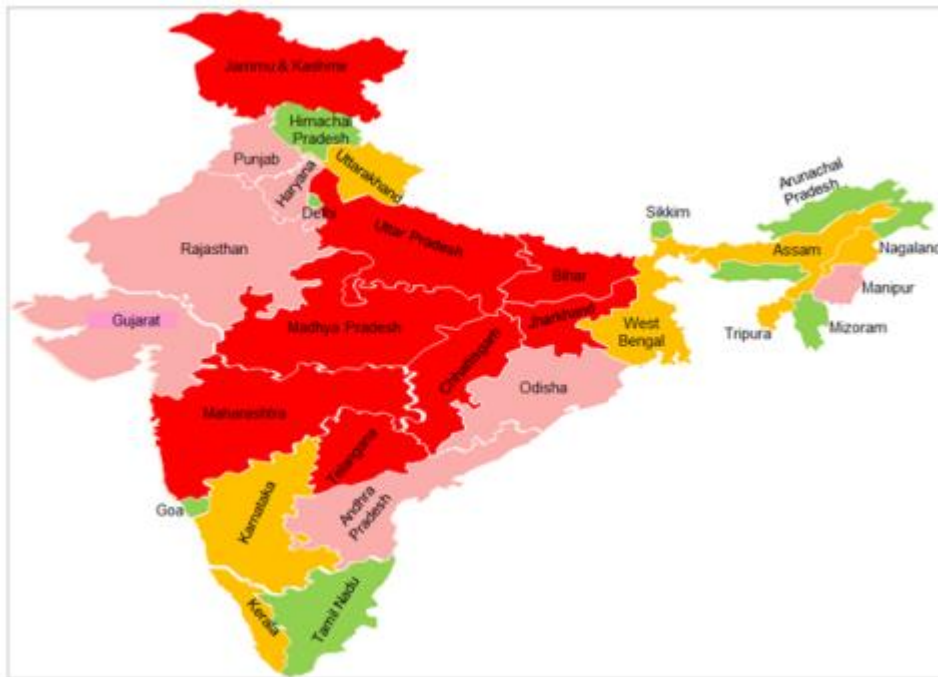 Jammu & Kashmir
Himachal
Pradesh
Punjab
Uttarakhand
Haryana
Delhi
Arunachal
Pradesh
Sikkim
Uttar Pradesh
Rajasthan
Assam
Nagaland
Bihar
Manipur
Gujarat
Madhya Pradesh
Jharkhand
West
Bengal
Tripura
Mizoram
Chhattisgarh
Odisha
Maharashtra
Telangana
Goa
Karnataka
Andhra
Pradesh
Kerala
Tamil Nadu